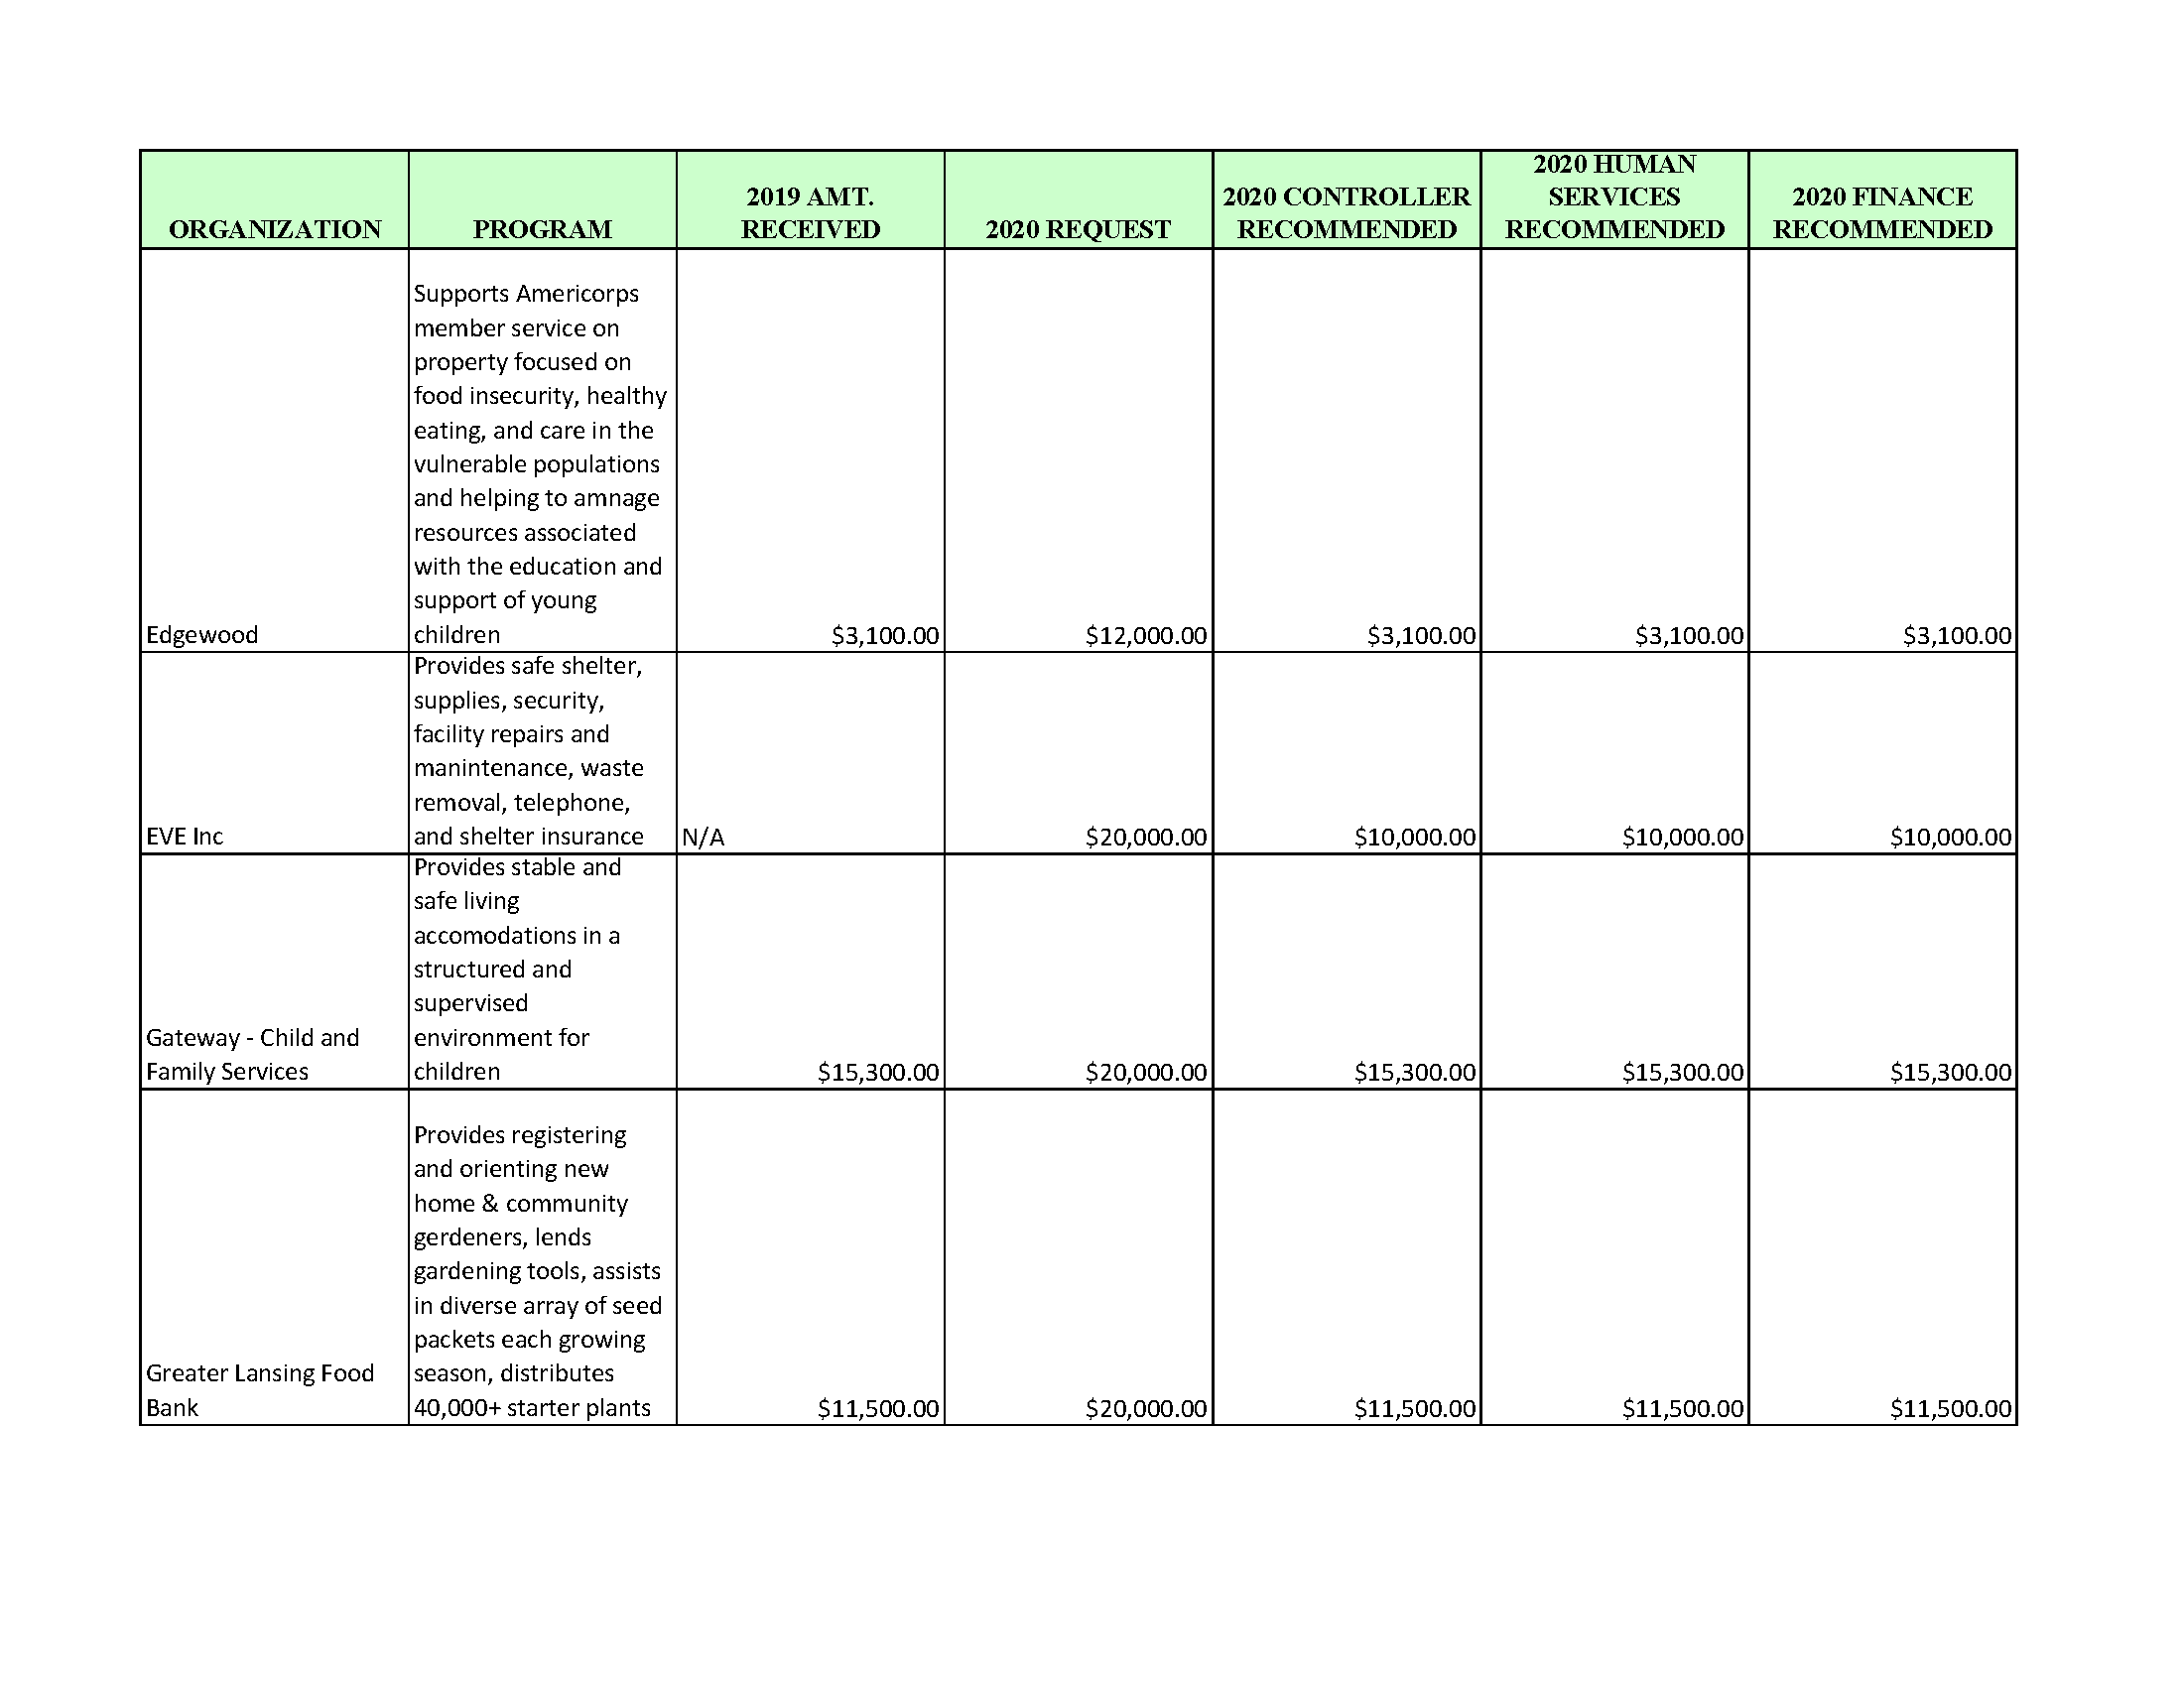 ORGANIZATION
PROGRAM
2019 AMT.
RECEIVED
2020 REQUEST
2020 CONTROLLER
RECOMMENDED
2020 HUMAN
SERVICES
RECOMMENDED
2020 FINANCE
RECOMMENDED
Edgewood
Supports Americorps
member service on
property focused on
food insecurity, healthy
eating, and care in the
vulnerable populations
and helping to amnage
resources associated
with the education and
support of young
children
$3,100.00
$12,000.00
$3,100.00
$3,100.00
$3,100.00
EVE Inc
Provides safe shelter,
supplies, security,
facility repairs and
manintenance, waste
removal, telephone,
and shelter insurance
N/A
$20,000.00
$10,000.00
$10,000.00
$10,000.00
Gateway - Child and
Family Services
Provides stable and
safe living
accomodations in a
structured and
supervised
environment for
children
$15,300.00
$20,000.00
$15,300.00
$15,300.00
$15,300.00
Greater Lansing Food
Bank
Provides registering
and orienting new
home & community
gerdeners, lends
gardening tools, assists
in diverse array of seed
packets each growing
season, distributes
40,000+ starter plants
$11,500.00
$20,000.00
$11,500.00
$11,500.00
$11,500.00